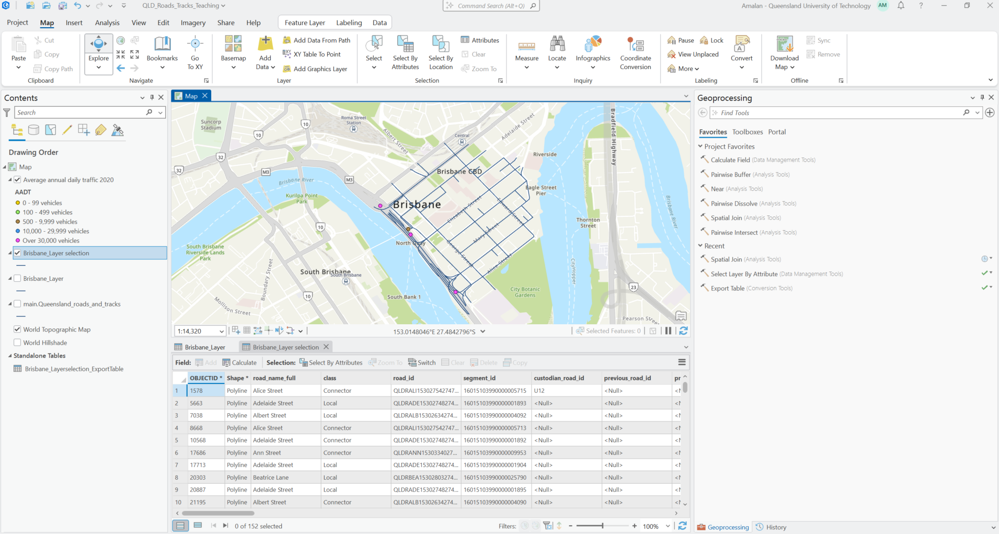 QLD_Roads_Tracks_Teaching
Command Search (Alt+Q)
Amalan - Queensland University of Technology
AM
?
Project
Map
Insert
Analysis
View
Edit
Imagery
Share
Help
Feature Layer
Labeling
Data
Paste
Cut
Copy
Copy Path
Clipboard
Explore
Bookmarks
Go
To XY
Navigate
Basemap
Add
Data
Add Data From Path
XY Table To Point
Add Graphics Layer
Layer
Select
Select By
Attributes
Select By
Location
Attributes
Clear
Zoom To
Selection
Measure
Locate
Infographics
Coordinate
Conversion
Inquiry
Pause
Lock
View Unplaced
More
Convert
Labeling
Download
Map
Sync
Remove
Offline
Contents
Search
Drawing Order
Map
Average annual daily traffic 2020
AADT
0 - 99 vehicles
100 - 499 vehicles
500 - 9,999 vehicles
10,000 - 29,999 vehicles
Over 30,000 vehicles
Brisbane_Layer selection
Brisbane_Layer
main.Queensland_roads_and_tracks
World Topographic Map
World Hillshade
Standalone Tables
Brisbane_Layerselection_ExportTable
Map
Suncorp
Stadium
Roma Street
Station
10
10
Albert Street
Central
Adelaide Street
Bradfield Highway
32
32
M3
M3
Riverside
Brisbane CBD
Brisbane River
Eagle Street
Pier
Kurilpa Point
Park
Brisbane
Elizabeth Street
Edward Street
Brisbane River
Thornton
Street
10
Mary Street
North Quay
George Street
South Brisbane
Riverside Lands
Park
Alice Street
CityHopper
Boundary Street
South Brisbane
South Brisbane
10
Mollison Street
South Bank 1
City Botanic
Gardens
23
Pearson Stre
1:14,320
153.0148046°E 27.4842796°S
Selected Features: 0
Brisbane_Layer
Brisbane_Layer selection
Field:
Add
Calculate
Selection:
Select By Attributes
Zoom To
Switch
Clear
Delete
Copy
OBJECTID * Shape * road_name_full class road_id segment_id custodian_road_id previous_road_id pr
1 1578 Polyline Alice Street Connector QLDRALI153027542747... 16015103990000005715 U12 <Null> <N
2 5663 Polyline Adelaide Street Local QLDRADE15302748274... 16015103990000001893 <Null> <Null> <N
3 7038 Polyline Albert Street Local QLDRALB15302634274... 16015103990000004092 <Null> <Null> <N
4 8668 Polyline Alice Street Connector QLDRALI153027542747... 16015103990000005713 <Null> <Null> <N
5 10568 Polyline Adelaide Street Connector QLDRADE15302748274... 16015103990000001892 <Null> <Null> <N
6 17686 Polyline Ann Street Connector QLDRANN1530334027... 16015103990000009953 <Null> <Null> <N
7 17713 Polyline Adelaide Street Local QLDRADE15302748274... 16015103990000001904 <Null> <Null> <N
8 20303 Polyline Beatrice Lane Local QLDRBEA15302803274... 16015103990000025790 <Null> <Null> <N
9 20887 Polyline Adelaide Street Local QLDRADE15302748274... 16015103990000001895 <Null> <Null> <N
10 21195 Polyline Albert Street Connector QLDRALB15302634274... 16015103990000004090 <Null> <Null> <N
0 of 152 selected
Filters:
- + 100%
Geoprocessing
Find Tools
Favorites
Toolboxes
Portal
Project Favorites
Calculate Field (Data Management Tools)
Pairwise Buffer (Analysis Tools)
Near (Analysis Tools)
Pairwise Dissolve (Analysis Tools)
Spatial Join (Analysis Tools)
Pairwise Intersect (Analysis Tools)
Recent
Spatial Join (Analysis Tools)
Select Layer By Attribute (Data Management Tools)
Export Table (Conversion Tools)
Geoprocessing
History